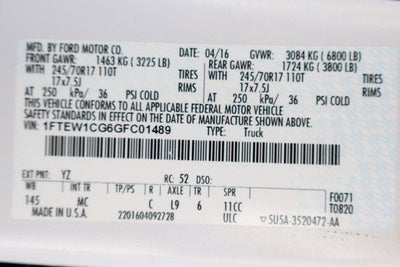 MFD. BY FORD MOTOR CO.
DATE: 04/16 GVWR: 3084 KG (6800 LB)
FRONT GAWR: 1463 KG (3225 LB) REAR GAWR: 1724 KG (3800 LB)
WITH 245/70R17 110T TIRES WITH 245/70R17 110T TIRES
17x7.5J RIMS 17x7.5J RIMS
AT 250 kPa/ 36 PSI COLD AT 250 kPa/ 36 PSI COLD
THIS VEHICLE CONFORMS TO ALL APPLICABLE FEDERAL MOTOR VEHICLE
SAFETY STANDARDS IN EFFECT ON THE DATE OF MANUFACTURE SHOWN ABOVE.
VIN: 1FTEW1CG6GFC01489 TYPE: Truck
EXT PNT: YZ RC: 52 DSO:
WB INT TR TP/PS R AXLE TR SPR F0071
145 MC C L9 6 11CC T0820
MADE IN U.S.A. 2201604092728 ULC 5U5A-3520472-AA